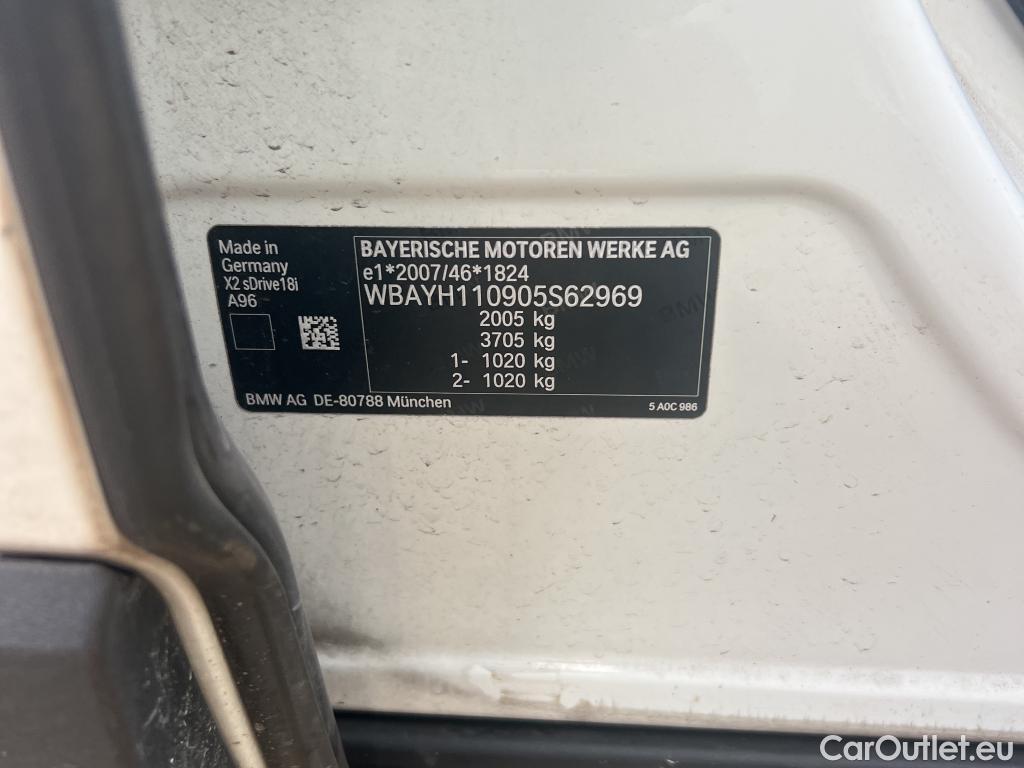 Made in
Germany
X2 sDrive18i
A96
BAYERISCHE MOTOREN WERKE AG
e1*2007/46*1824
WBAYH110905S62969
2005 kg
3705 kg
1- 1020 kg
2- 1020 kg
BMW AG DE-80788 München
5 A0C 986
CarOutlet.eu